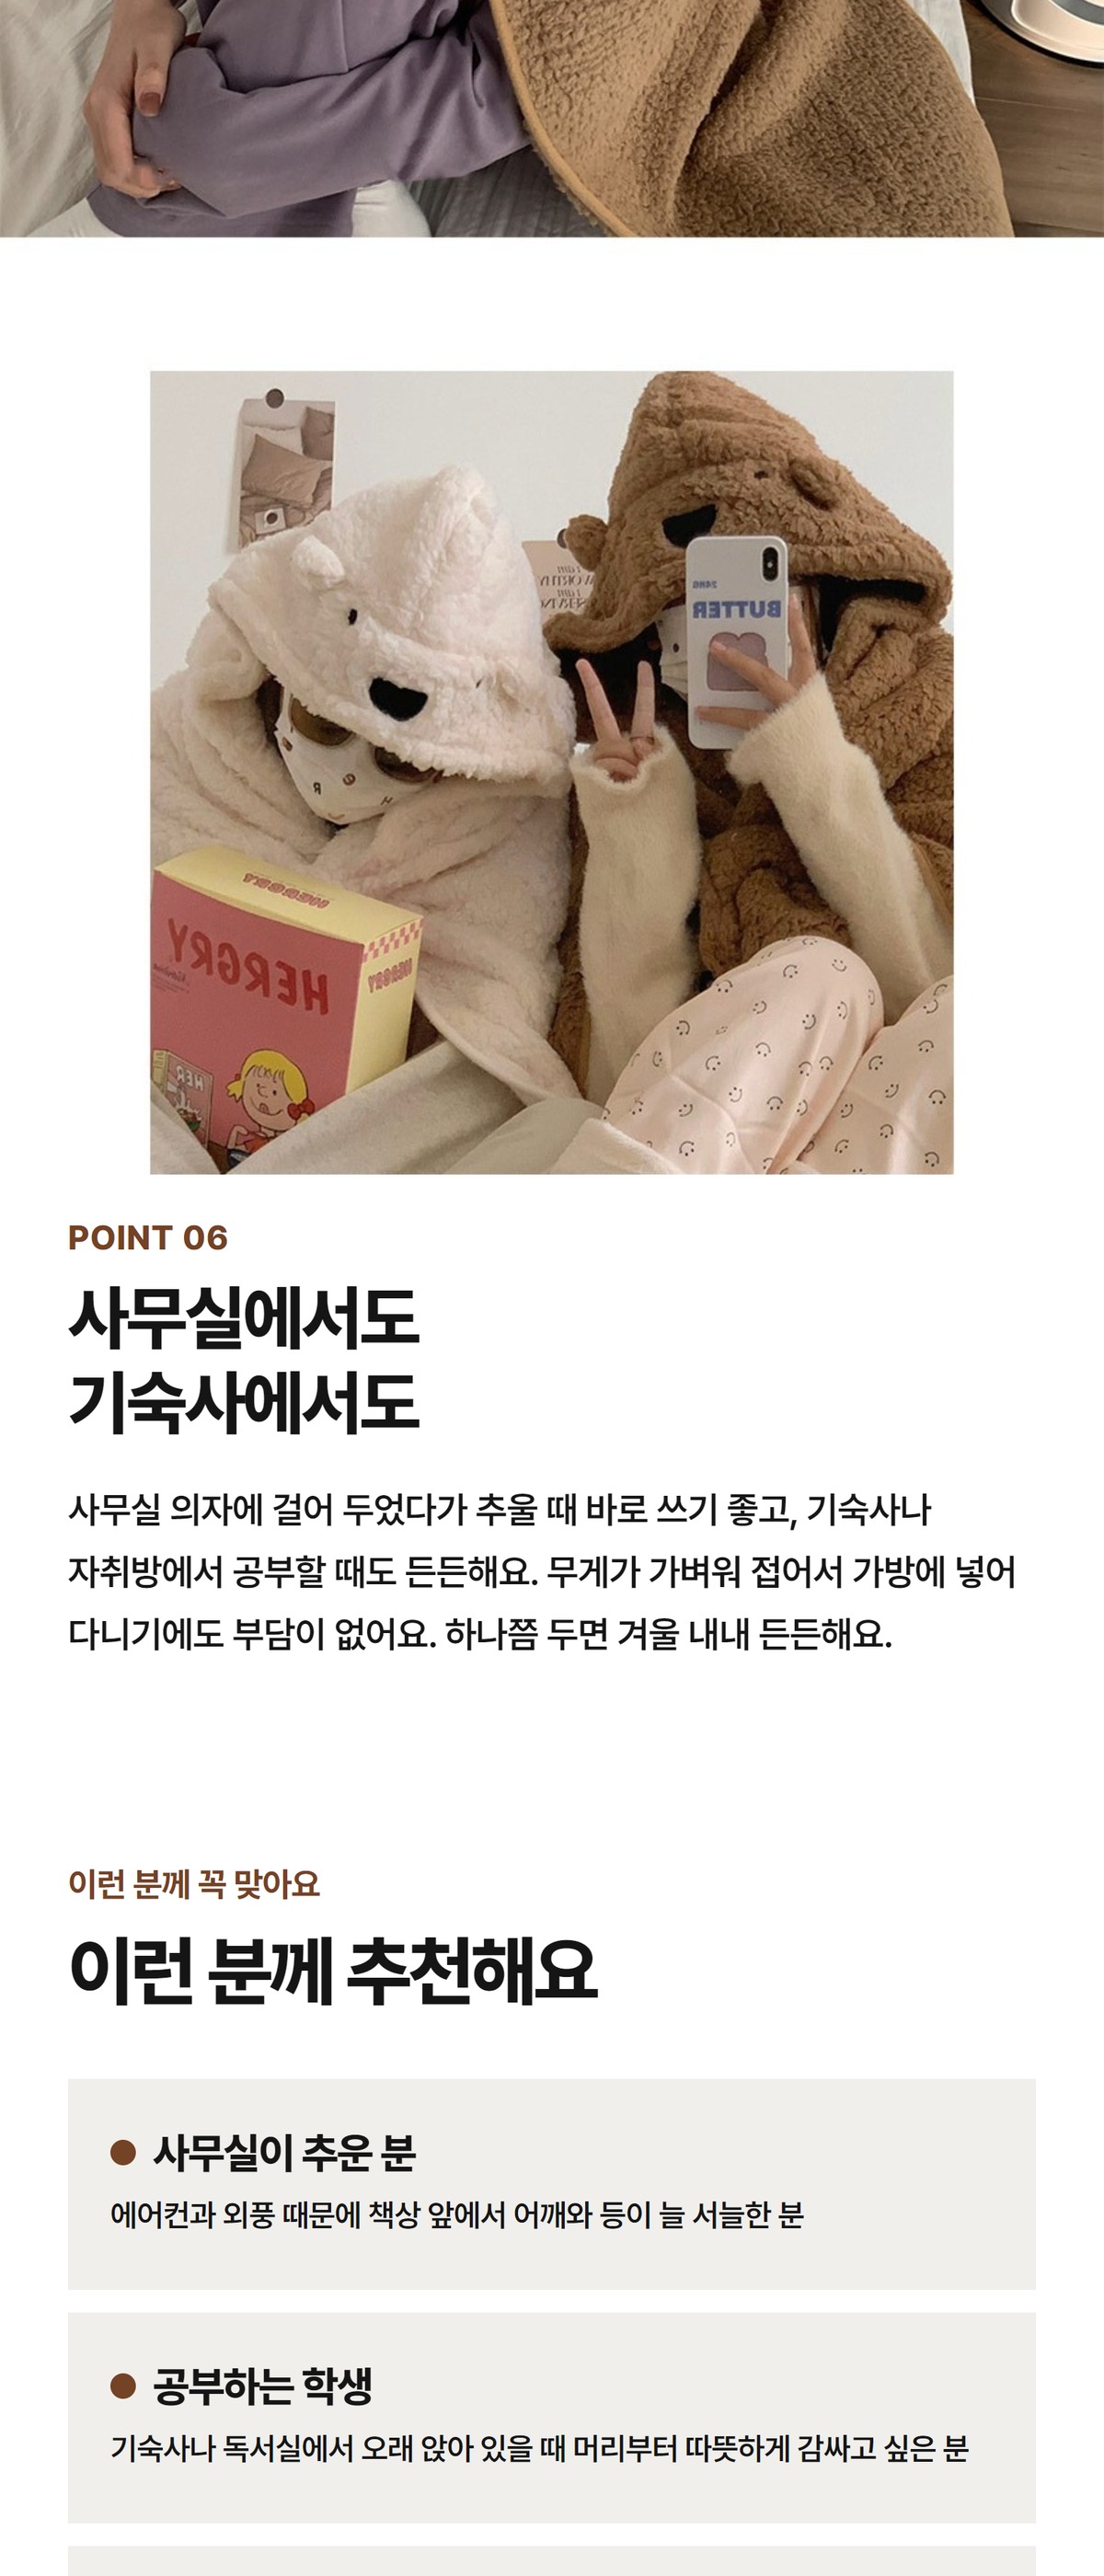 BUTTER
HERGRY
HERGRY
HERGRY
HER
POINT 06
사무실에서도
기숙사에서도
사무실 의자에 걸어 두었다가 추울 때 바로 쓰기 좋고, 기숙사나
자취방에서 공부할 때도 든든해요. 무게가 가벼워 접어서 가방에 넣어
다니기에도 부담이 없어요. 하나쯤 두면 겨울 내내 든든해요.
이런 분께 꼭 맞아요
이런 분께 추천해요
사무실이 추운 분
에어컨과 외풍 때문에 책상 앞에서 어깨와 등이 늘 서늘한 분
공부하는 학생
기숙사나 독서실에서 오래 앉아 있을 때 머리부터 따뜻하게 감싸고 싶은 분